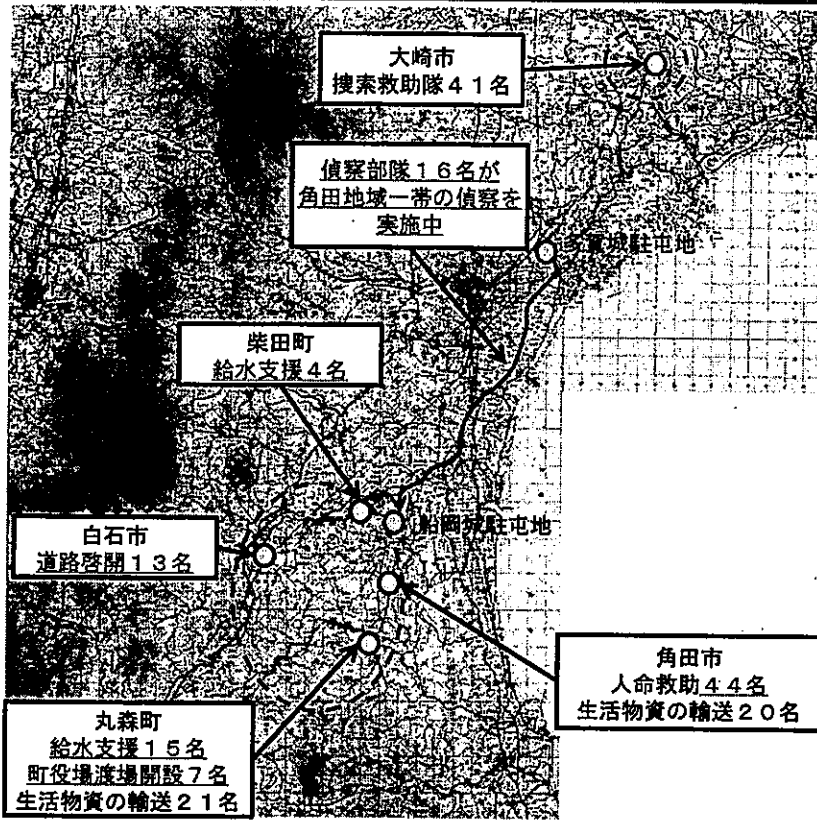 大崎市
捜索救助隊41名
偵察部隊16名が
角田地域一帯の偵察を
実施中
賀城駐屯地
柴田町
給水支援4名
船岡城駐屯地
白石市
道路啓開13名
角田市
人命救助44名
生活物資の輸送20名
丸森町
給水支援15名
町役場渡場開設7名
生活物資の輸送21名